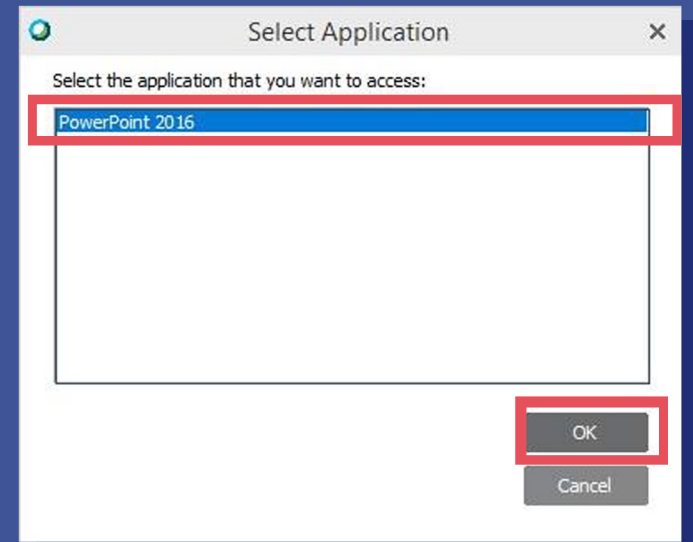 Select Application
Select the application that you want to access:
PowerPoint 2016
OK
Cancel